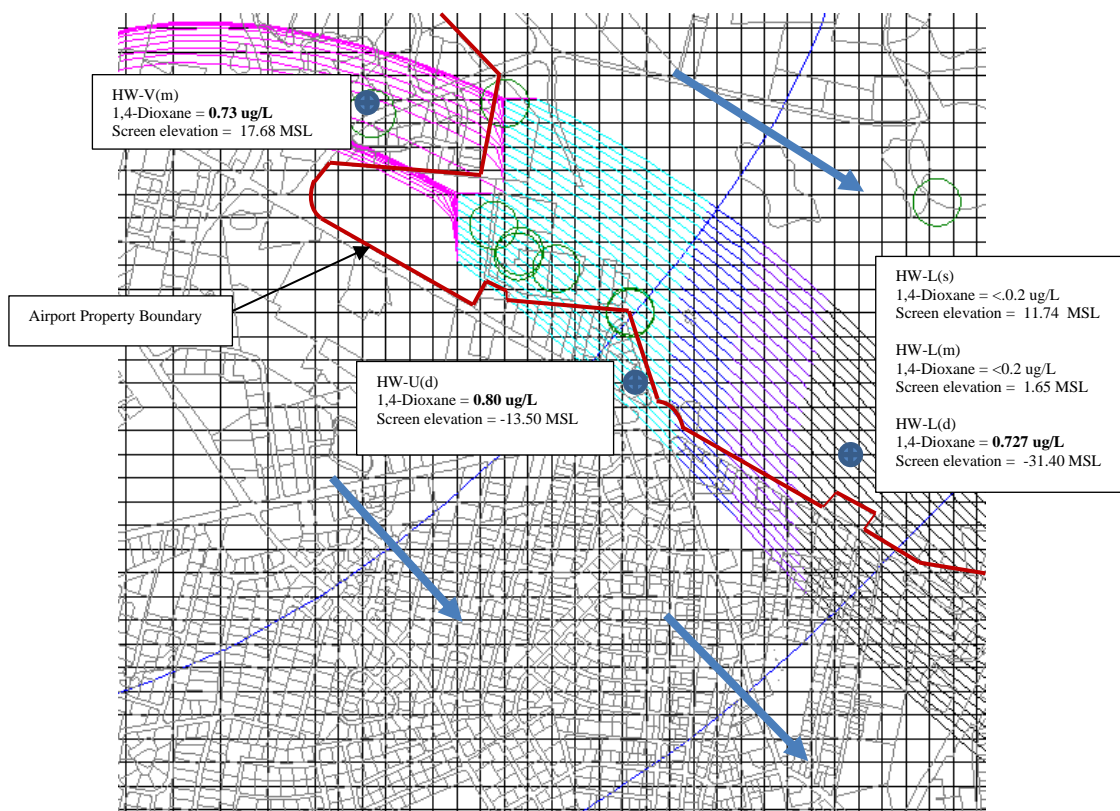 HW-V(m)
1,4-Dioxane = 0.73 ug/L
Screen elevation = 17.68 MSL
Airport Property Boundary
HW-U(d)
1,4-Dioxane = 0.80 ug/L
Screen elevation = -13.50 MSL
HW-L(s)
1,4-Dioxane = <.0.2 ug/L
Screen elevation = 11.74 MSL
HW-L(m)
1,4-Dioxane = <0.2 ug/L
Screen elevation = 1.65 MSL
HW-L(d)
1,4-Dioxane = 0.727 ug/L
Screen elevation = -31.40 MSL